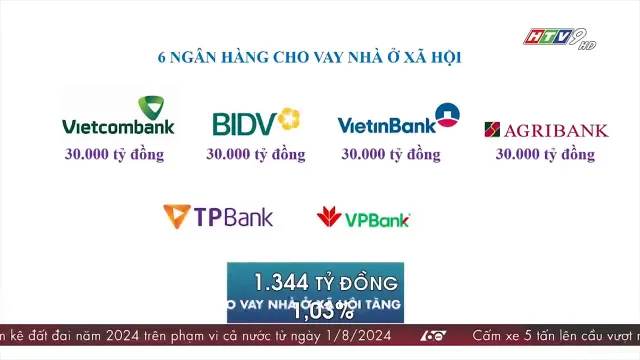 HTV9 HD
6 NGÂN HÀNG CHO VAY NHÀ Ở XÃ HỘI
Vietcombank BIDV VietinBank AGRIBANK
30.000 tỷ đồng 30.000 tỷ đồng 30.000 tỷ đồng 30.000 tỷ đồng
TPBank VPBank
1.344 TỶ ĐỒNG
VAY NHÀ Ở XÃ HỘI TĂNG
1,03%
kê đất đai năm 2024 trên phạm vi cả nước từ ngày 1/8/2024 60 Cấm xe 5 tấn lên cầu vượt